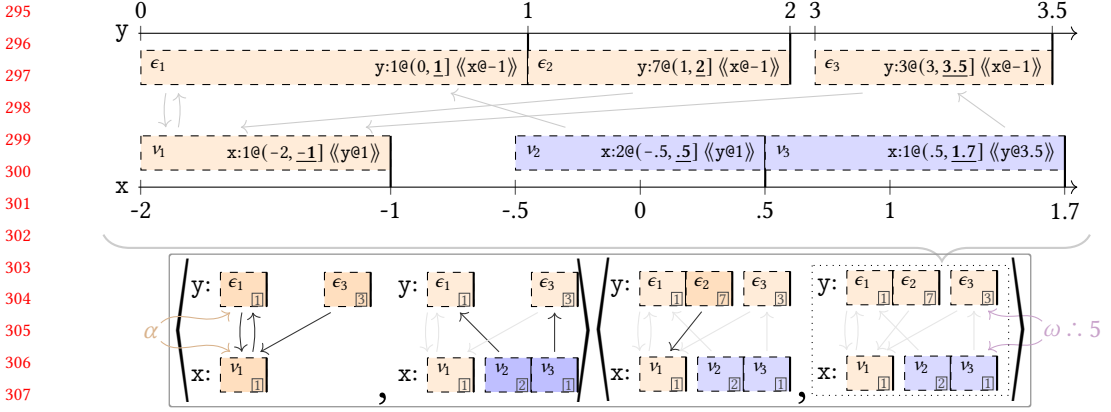 295
0 1 2 3 3.5
y
296
ϵ1 y:1@(0, 1] ⟪x@-1⟫ ϵ2 y:7@(1, 2] ⟪x@-1⟫ ϵ3 y:3@(3, 3.5] ⟪x@-1⟫
297
298
299
ν1 x:1@(-2, -1] ⟪y@1⟫ ν2 x:2@(-.5, .5] ⟪y@1⟫ ν3 x:1@(.5, 1.7] ⟪y@3.5⟫
300
x
301
-2 -1 -.5 0 .5 1 1.7
302
303
y: ϵ1 1 ϵ3 3 y: ϵ1 1 ϵ3 3 y: ϵ1 1 ϵ2 7 ϵ3 3 y: ϵ1 1 ϵ2 7 ϵ3 3
304
α ω ∴ 5
305
306
x: ν1 1 , x: ν1 1 ν2 2 ν3 1 x: ν1 1 ν2 2 ν3 1 , x: ν1 1 ν2 2 ν3 1
307